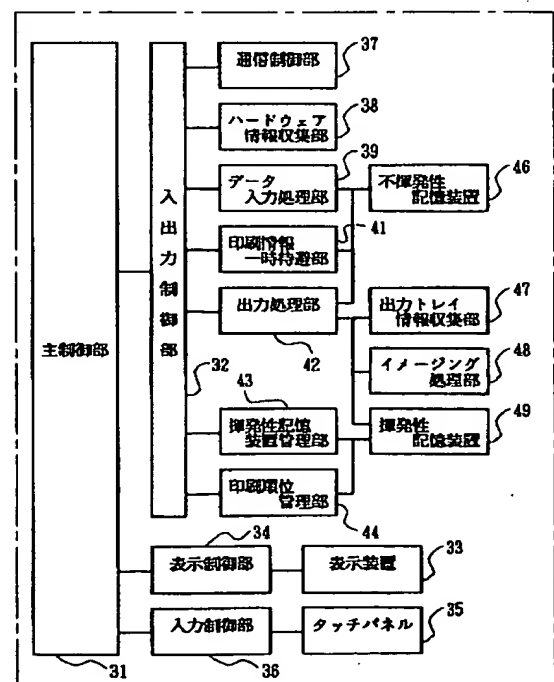 通信制御部
37
ハードウェア
情報収集部
38
データ
入力処理部
39
不揮発性
記憶装置
46
印刷情報
一時待避部
41
出力処理部
42
出力トレイ
情報収集部
47
イメージング
処理部
48
揮発性記憶
装置管理部
43
揮発性
記憶装置
49
印刷順位
管理部
44
入出力制御部
32
主制御部
31
表示制御部
34
表示装置
33
入力制御部
36
タッチパネル
35